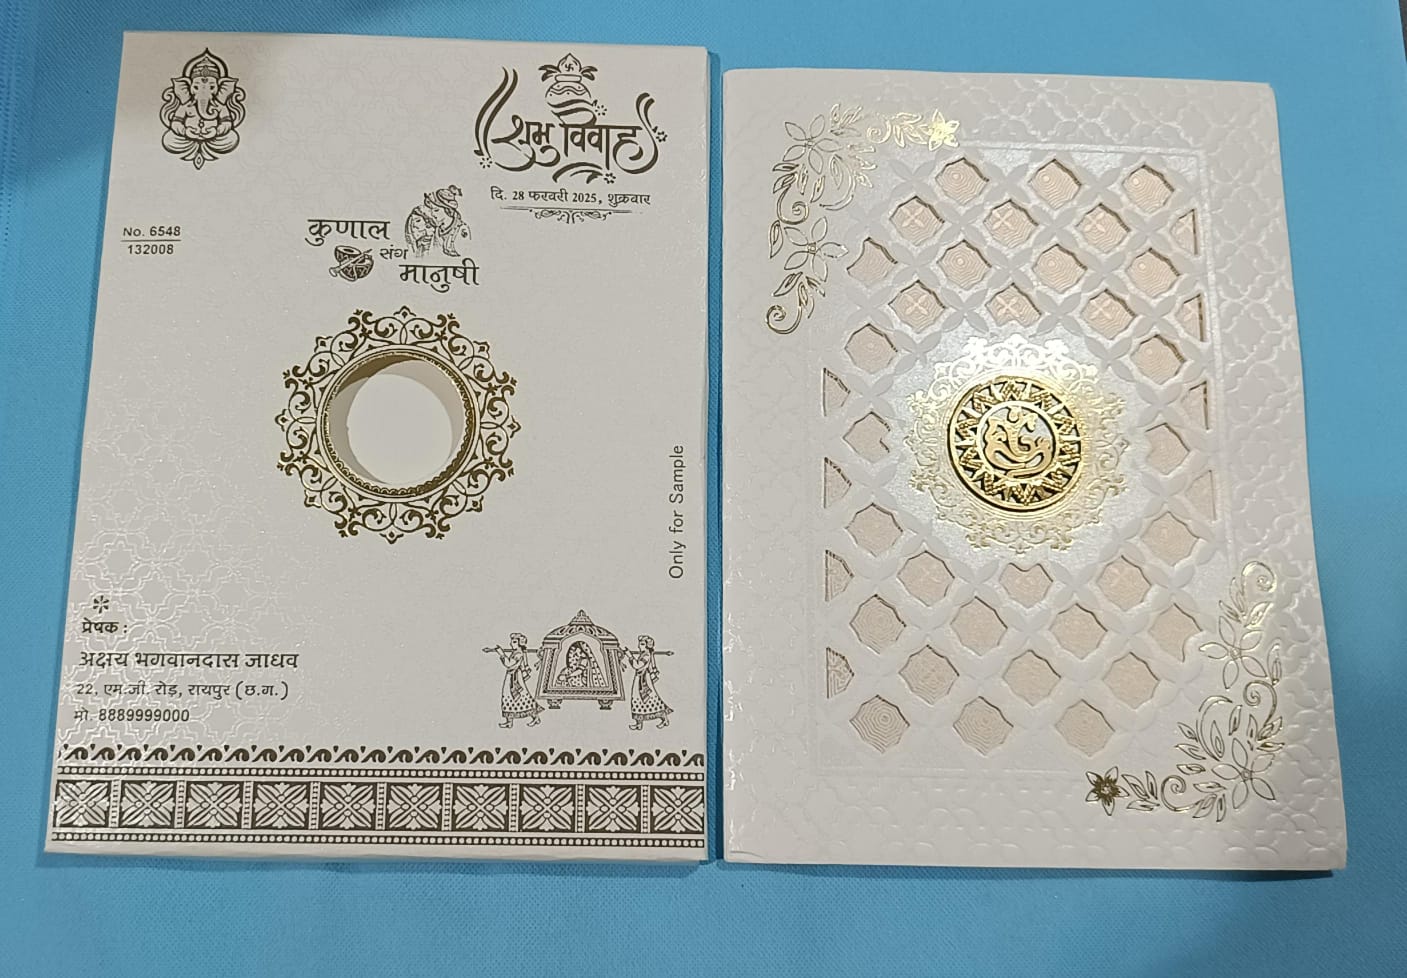 शुभ विवाह
दि. 28 फरवरी 2025, शुक्रवार
No. 6548
132008
कुणाल
संग
मानुषी
Only for Sample
प्रेषक :
अक्षय भगवानदास जाधव
22, एम.जी. रोड़, रायपुर (छ.ग.)
मो. 8889999000